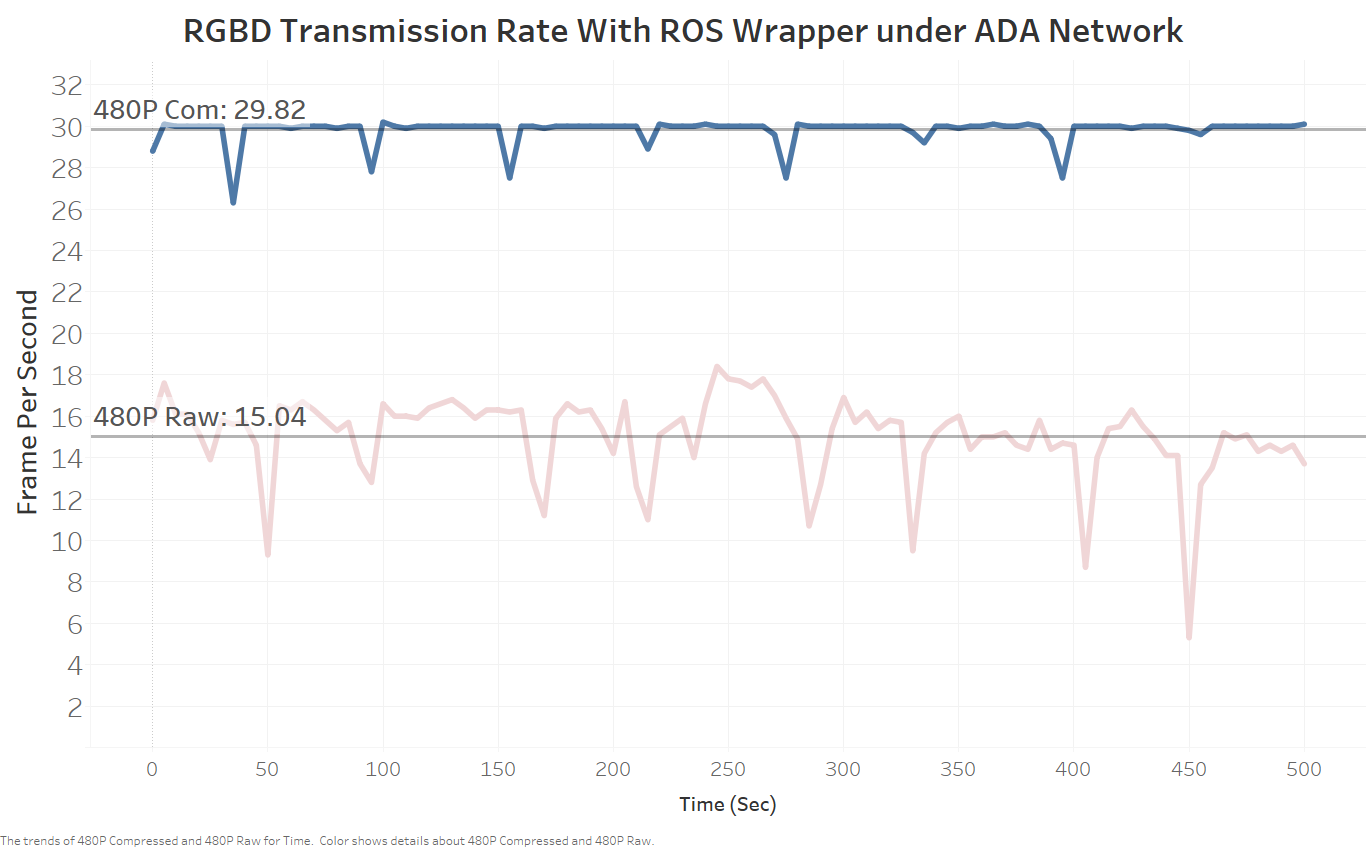 RGBD Transmission Rate With ROS Wrapper under ADA Network
32
480P Com: 29.82
30
28
26
24
22
20
18
480P Raw: 15.04
16
14
12
10
8
6
4
2
Frame Per Second
0 50 100 150 200 250 300 350 400 450 500
Time (Sec)
The trends of 480P Compressed and 480P Raw for Time.  Color shows details about 480P Compressed and 480P Raw.